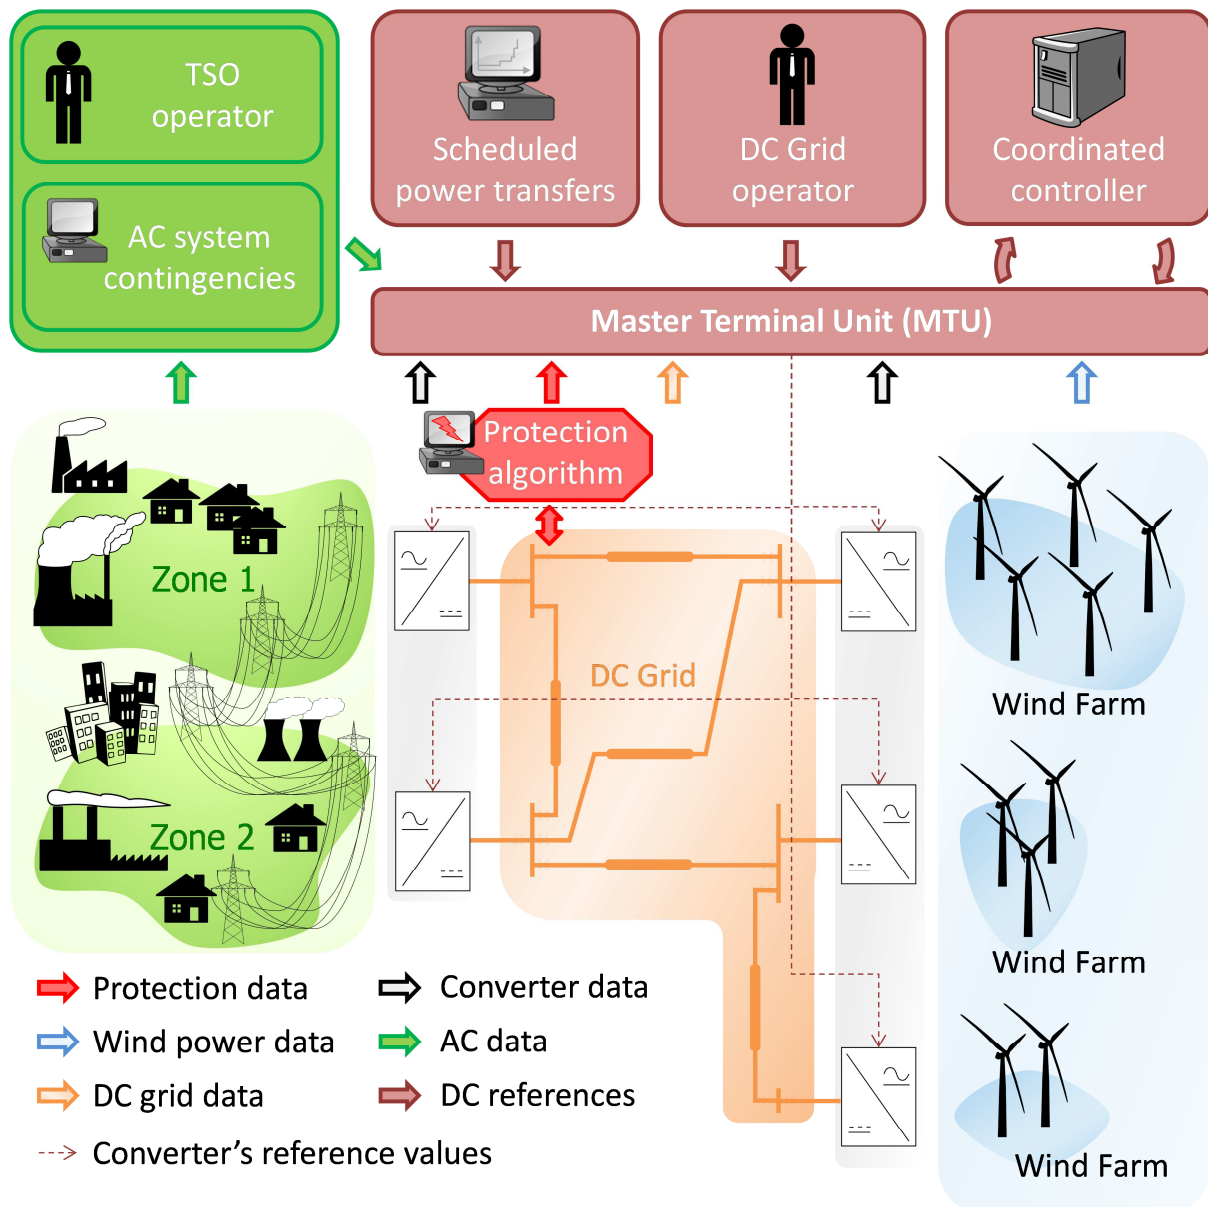 TSO
operator
AC system
contingencies
Scheduled
power transfers
DC Grid
operator
Coordinated
controller
Master Terminal Unit (MTU)
Protection
algorithm
Zone 1
Zone 2
DC Grid
Wind Farm
Wind Farm
Wind Farm
Protection data
Converter data
Wind power data
AC data
DC grid data
DC references
Converter's reference values